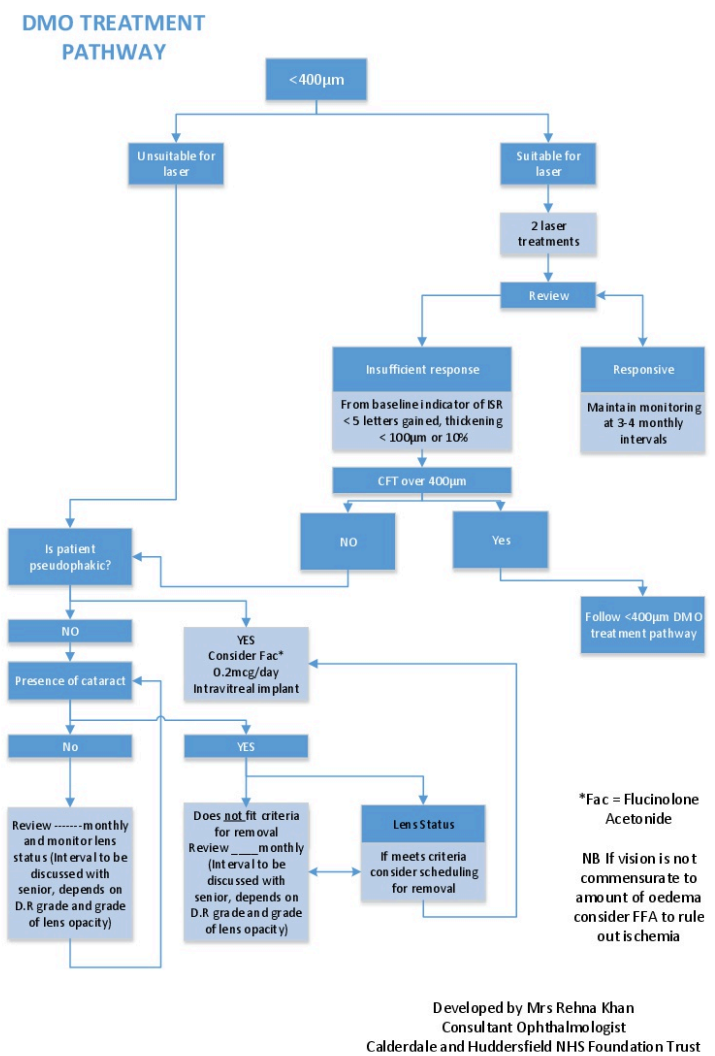 DMO TREATMENT
PATHWAY
<400µm
Unsuitable for
laser
Suitable for
laser
2 laser
treatments
Review
Insufficient response
From baseline indicator of ISR
< 5 letters gained, thickening
< 100µm or 10%
Responsive
Maintain monitoring
at 3-4 monthly
intervals
CFT over 400µm
NO
Yes
Is patient
pseudophakic?
Follow <400µm DMO
treatment pathway
NO
YES
Consider Fac*
0.2mcg/day
Intravitreal implant
Presence of cataract
No
YES
Review -------monthly
and monitor lens
status (Interval to be
discussed with
senior, depends on
D.R grade and grade
of lens opacity)
Does not fit criteria
for removal
Review ____monthly
(Interval to be
discussed with
senior, depends on
D.R grade and grade
of lens opacity)
Lens Status
If meets criteria
consider scheduling
for removal
*Fac = Flucinolone
Acetonide
NB If vision is not
commensurate to
amount of oedema
consider FFA to rule
out ischemia
Developed by Mrs Rehna Khan
Consultant Ophthalmologist
Calderdale and Huddersfield NHS Foundation Trust